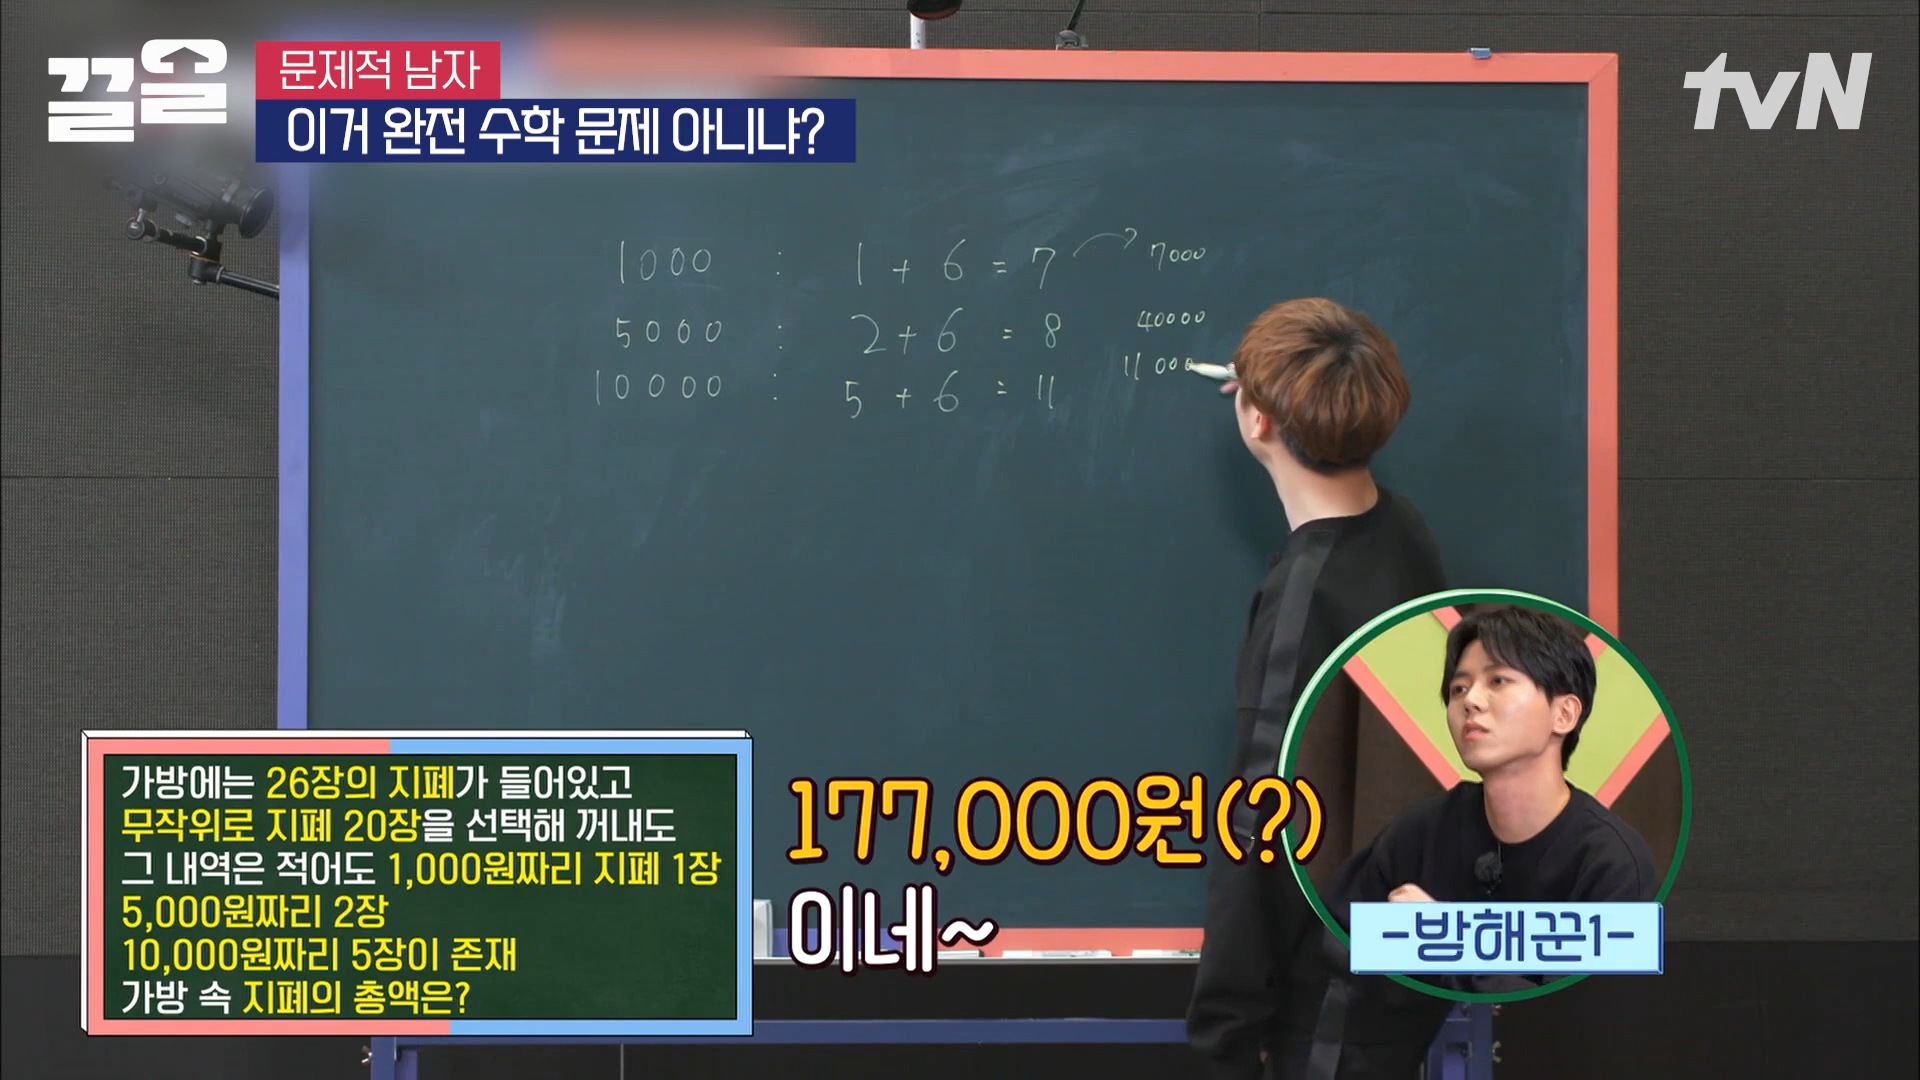 끌올
문제적 남자
이거 완전 수학 문제 아니냐?
tvN
1000 : 1 + 6 = 7 7000
5000 : 2 + 6 = 8 40000
10000 : 5 + 6 = 11 11 000
가방에는 26장의 지폐가 들어있고
무작위로 지폐 20장을 선택해 꺼내도
그 내역은 적어도 1,000원짜리 지폐 1장
5,000원짜리 2장
10,000원짜리 5장이 존재
가방 속 지폐의 총액은?
177,000원(?)
이네~
-방해꾼1-